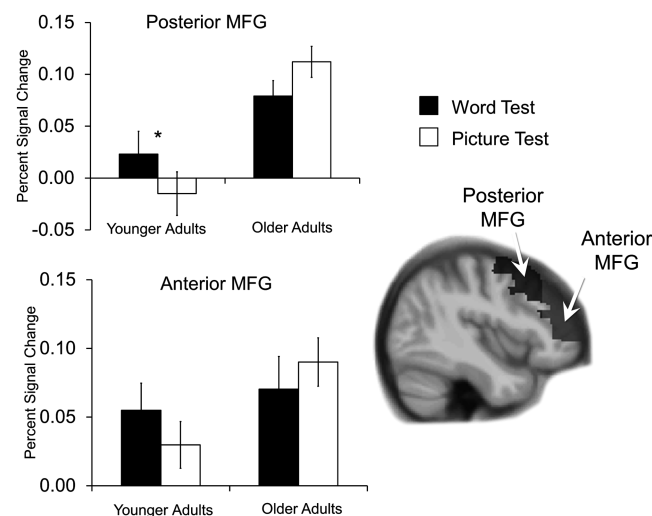 Posterior MFG
Percent Signal Change
0.15
0.10
0.05
0.00
-0.05
*
Younger Adults
Older Adults
Word Test
Picture Test
Posterior
MFG
Anterior
MFG
Anterior MFG
Percent Signal Change
0.15
0.10
0.05
0.00
Younger Adults
Older Adults